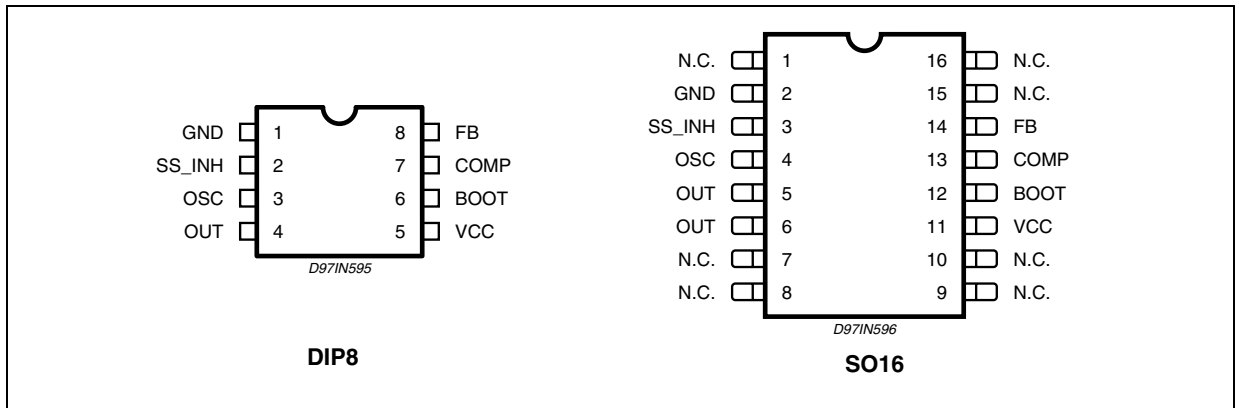 GND 1 8 FB
SS_INH 2 7 COMP
OSC 3 6 BOOT
OUT 4 5 VCC
D97IN595
DIP8
N.C. 1 16 N.C.
GND 2 15 N.C.
SS_INH 3 14 FB
OSC 4 13 COMP
OUT 5 12 BOOT
OUT 6 11 VCC
N.C. 7 10 N.C.
N.C. 8 9 N.C.
D97IN596
SO16